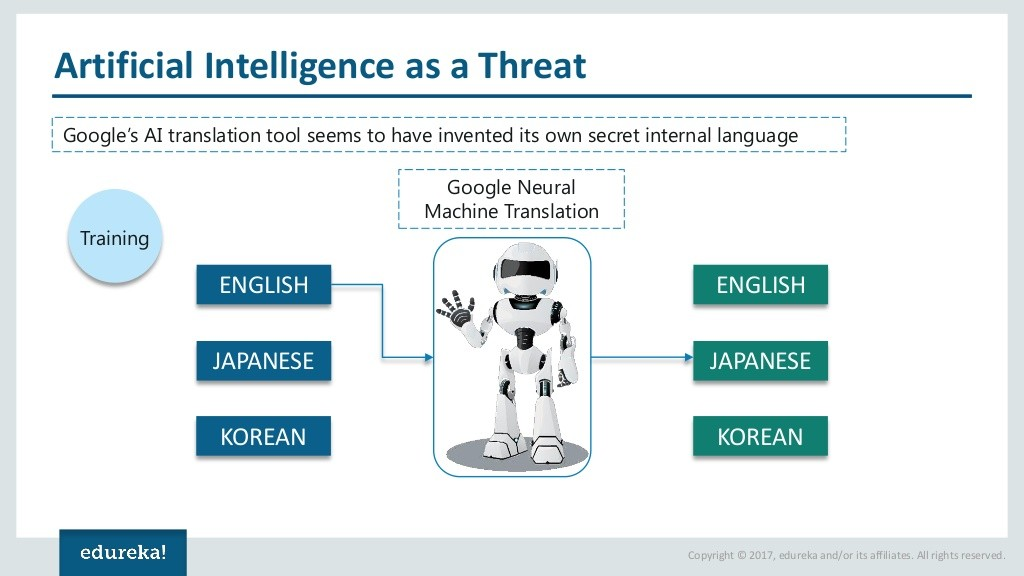 Artificial Intelligence as a Threat
Google's AI translation tool seems to have invented its own secret internal language
Google Neural
Machine Translation
Training
ENGLISH
ENGLISH
JAPANESE
JAPANESE
KOREAN
KOREAN
edureka!
Copyright © 2017, edureka and/or its affiliates. All rights reserved.